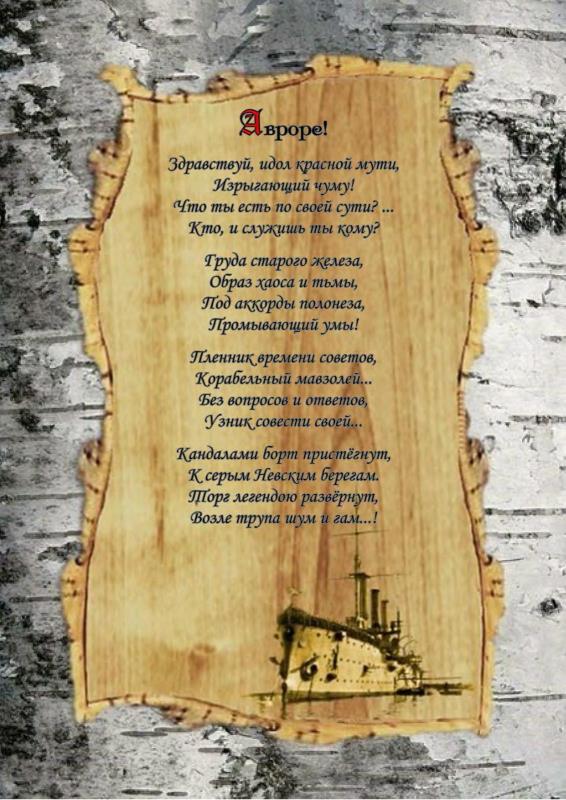 Авроре!
Здравствуй, идол красной мути,
Изрыгающий чуму!
Что ты есть по своей сути? ...
Кто, и служишь ты кому?
Груда старого железа,
Образ хаоса и тьмы,
Под аккорды полонеза,
Промывающий умы!
Пленник времени советов,
Корабельный мавзолей...
Без вопросов и ответов,
Узник совести своей...
Кандалами борт пристёгнут,
К серым Невским берегам.
Торг легендою развёрнут,
Возле трупа шум и гам...!